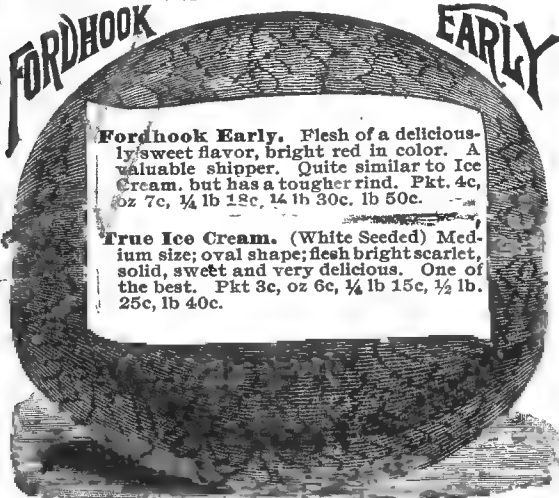 FORDHOOK EARLY
Fordhook Early. Flesh of a delicious-
ly sweet flavor, bright red in color. A
valuable shipper. Quite similar to Ice
Cream, but has a tougher rind. Pkt. 4c,
oz 7c, ¼ lb 18c, ¼ lb 30c. lb 50c.
True Ice Cream. (White Seeded) Med-
ium size; oval shape; flesh bright scarlet,
solid, swett and very delicious. One of
the best. Pkt 3c, oz 6c, ¼ lb 15c, ½ lb.
25c, lb 40c.